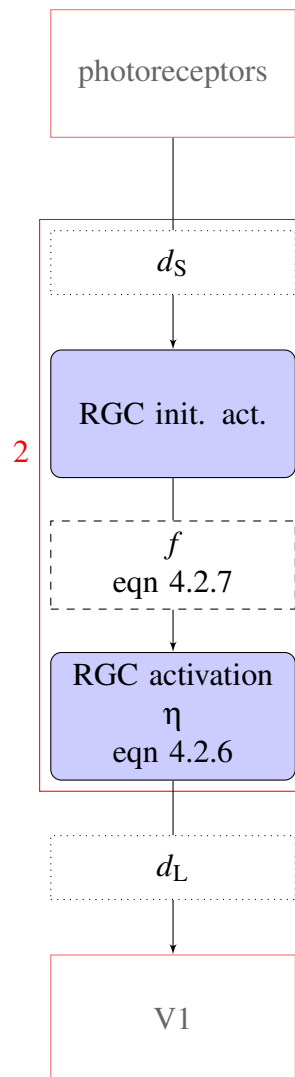 photoreceptors
d_S
RGC init. act.
2
f
eqn 4.2.7
RGC activation
η
eqn 4.2.6
d_L
V1